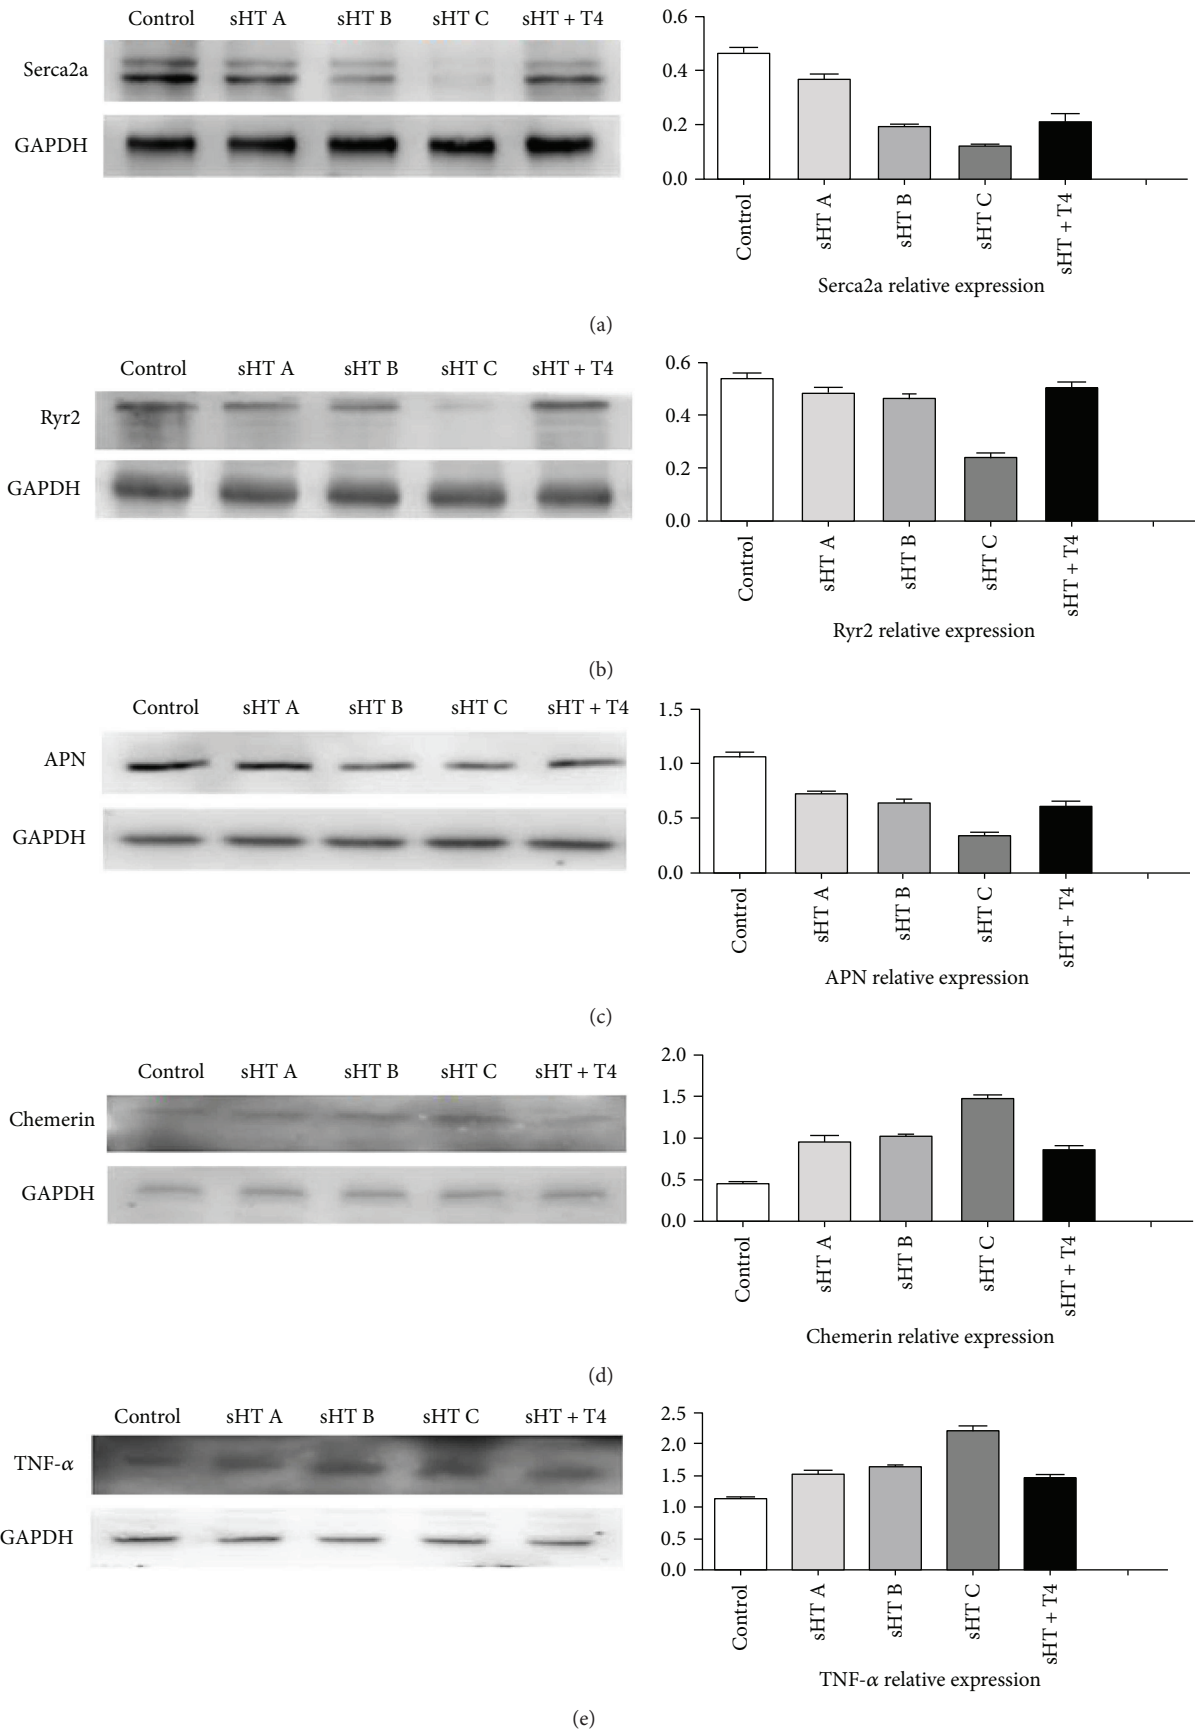 Control sHT A sHT B sHT C sHT + T4
Serca2a
GAPDH
0.6
0.4
0.2
0.0
Control
sHT A
sHT B
sHT C
sHT + T4
Serca2a relative expression
(a)
Control sHT A sHT B sHT C sHT + T4
Ryr2
GAPDH
0.6
0.4
0.2
0.0
Control
sHT A
sHT B
sHT C
sHT + T4
Ryr2 relative expression
(b)
Control sHT A sHT B sHT C sHT + T4
APN
GAPDH
1.5
1.0
0.5
0.0
Control
sHT A
sHT B
sHT C
sHT + T4
APN relative expression
(c)
Control sHT A sHT B sHT C sHT + T4
Chemerin
GAPDH
2.0
1.5
1.0
0.5
0.0
Control
sHT A
sHT B
sHT C
sHT + T4
Chemerin relative expression
(d)
Control sHT A sHT B sHT C sHT + T4
TNF-α
GAPDH
2.5
2.0
1.5
1.0
0.5
0.0
Control
sHT A
sHT B
sHT C
sHT + T4
TNF-α relative expression
(e)